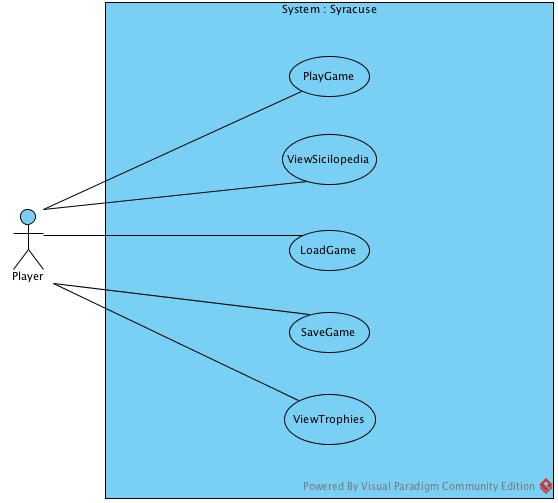 System : Syracuse
PlayGame
ViewSicilopedia
LoadGame
Player
SaveGame
ViewTrophies
Powered By Visual Paradigm Community Edition